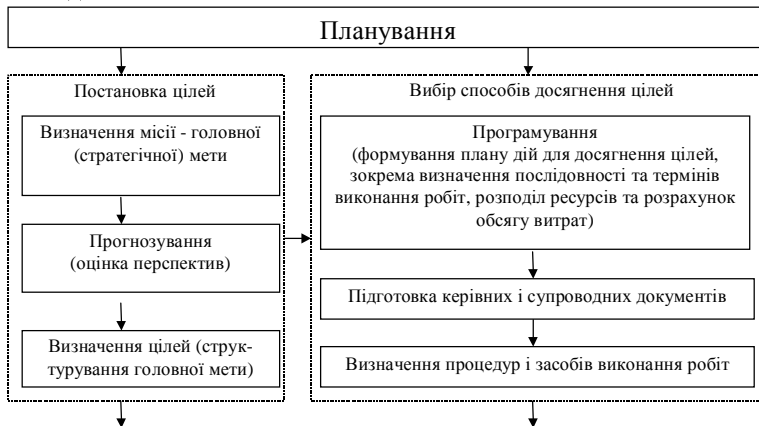 Планування
Постановка цілей
Визначення місії - головної
(стратегічної) мети
Прогнозування
(оцінка перспектив)
Визначення цілей (струк-
турування головної мети)
Вибір способів досягнення цілей
Програмування
(формування плану дій для досягнення цілей,
зокрема визначення послідовності та термінів
виконання робіт, розподіл ресурсів та розрахунок
обсягу витрат)
Підготовка керівних і супроводних документів
Визначення процедур і засобів виконання робіт